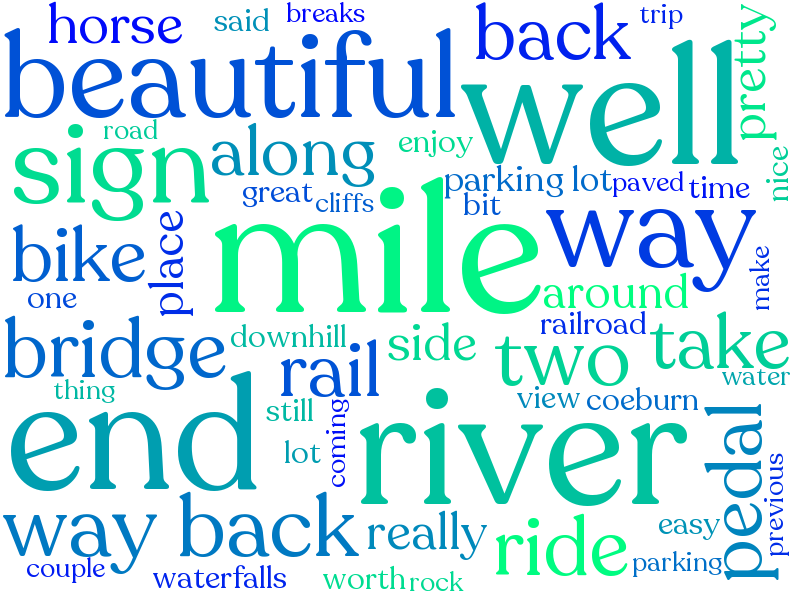 horse
said
breaks
back
trip
beautiful
well
pretty
road
sign
along
enjoy
parking lot
paved
time
nice
great
cliffs
bit
mile
way
bike
place
one
around
make
railroad
bridge
downhill
rail
side
two
take
water
thing
end
still
coming
river
view
coeburn
lot
pedal
previous
way back
really
ride
easy
parking
couple
waterfalls
worth
rock